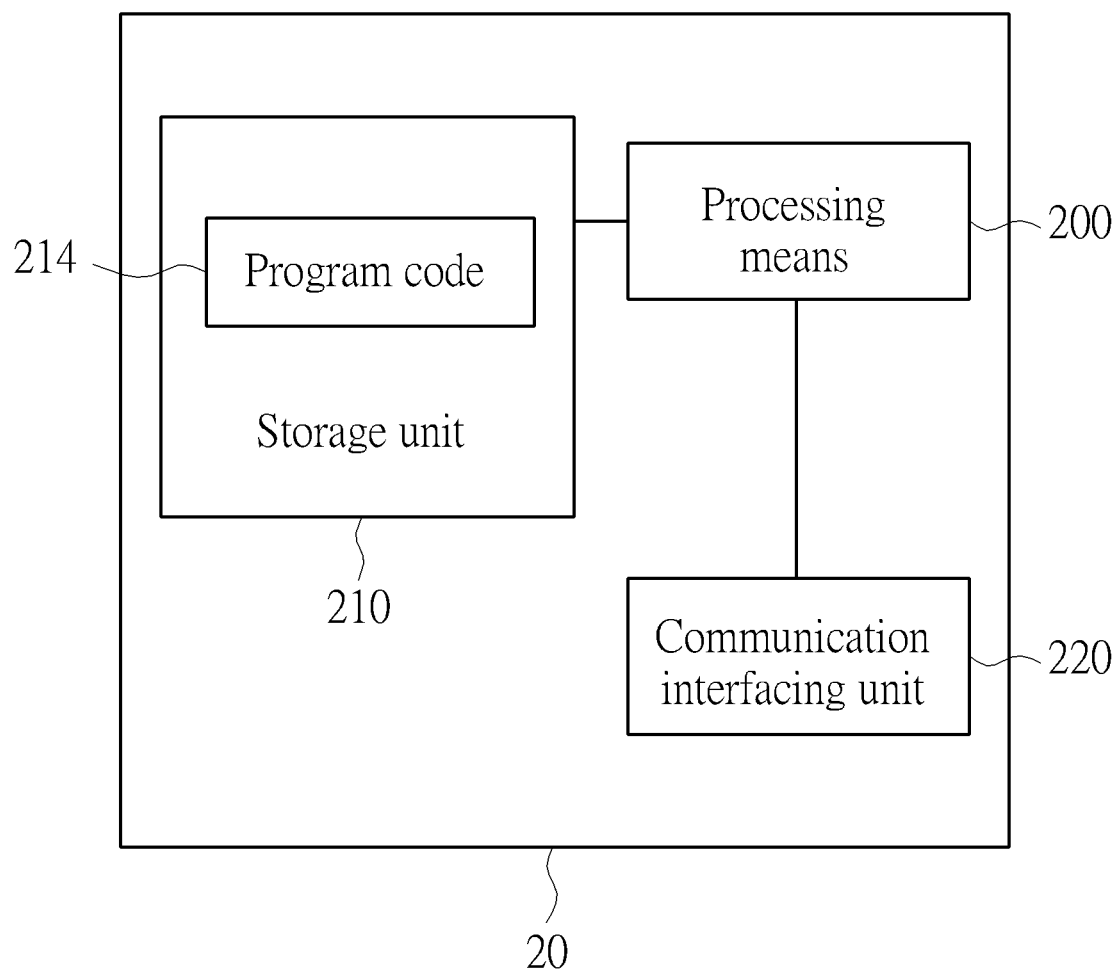 Processing
means
200
214
Program code
Storage unit
210
Communication
interfacing unit
220
20